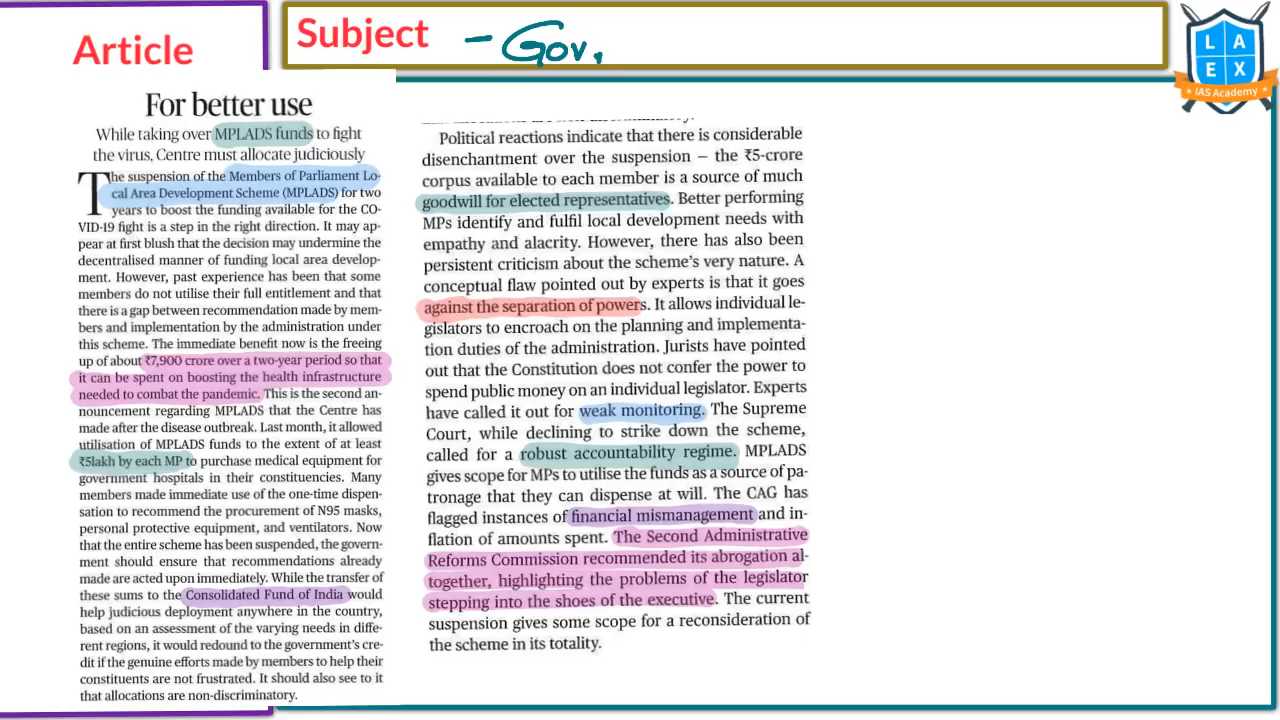 Article
Subject - Gov.
L A
E X
IAS Academy
For better use
While taking over MPLADS funds to fight
the virus, Centre must allocate judiciously
The suspension of the Members of Parliament Lo-
cal Area Development Scheme (MPLADS) for two
years to boost the funding available for the CO-
VID-19 fight is a step in the right direction. It may ap-
pear at first blush that the decision may undermine the
decentralised manner of funding local area develop-
ment. However, past experience has been that some
members do not utilise their full entitlement and that
there is a gap between recommendation made by mem-
bers and implementation by the administration under
this scheme. The immediate benefit now is the freeing
up of about ₹7,900 crore over a two-year period so that
it can be spent on boosting the health infrastructure
needed to combat the pandemic. This is the second an-
nouncement regarding MPLADS that the Centre has
made after the disease outbreak. Last month, it allowed
utilisation of MPLADS funds to the extent of at least
₹5lakh by each MP to purchase medical equipment for
government hospitals in their constituencies. Many
members made immediate use of the one-time dispen-
sation to recommend the procurement of N95 masks,
personal protective equipment, and ventilators. Now
that the entire scheme has been suspended, the govern-
ment should ensure that recommendations already
made are acted upon immediately. While the transfer of
these sums to the Consolidated Fund of India would
help judicious deployment anywhere in the country,
based on an assessment of the varying needs in diffe-
rent regions, it would redound to the government's cre-
dit if the genuine efforts made by members to help their
constituents are not frustrated. It should also see to it
that allocations are non-discriminatory.
Political reactions indicate that there is considerable
disenchantment over the suspension – the ₹5-crore
corpus available to each member is a source of much
goodwill for elected representatives. Better performing
MPs identify and fulfil local development needs with
empathy and alacrity. However, there has also been
persistent criticism about the scheme's very nature. A
conceptual flaw pointed out by experts is that it goes
against the separation of powers. It allows individual le-
gislators to encroach on the planning and implementa-
tion duties of the administration. Jurists have pointed
out that the Constitution does not confer the power to
spend public money on an individual legislator. Experts
have called it out for weak monitoring. The Supreme
Court, while declining to strike down the scheme,
called for a robust accountability regime. MPLADS
gives scope for MPs to utilise the funds as a source of pa-
tronage that they can dispense at will. The CAG has
flagged instances of financial mismanagement and in-
flation of amounts spent. The Second Administrative
Reforms Commission recommended its abrogation al-
together, highlighting the problems of the legislator
stepping into the shoes of the executive. The current
suspension gives some scope for a reconsideration of
the scheme in its totality.